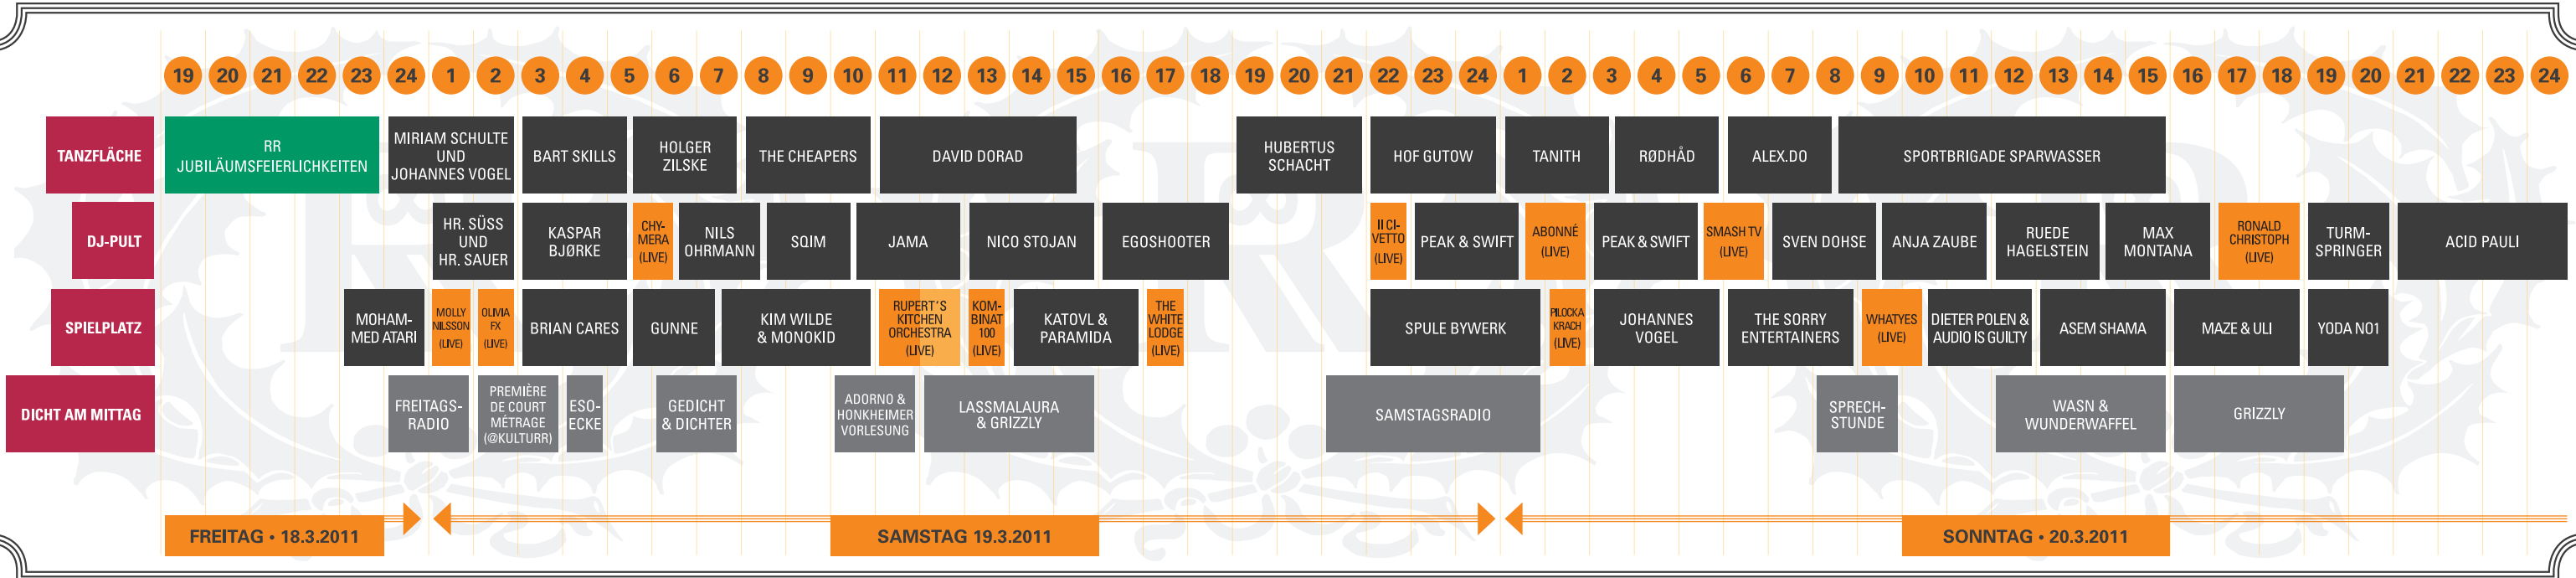 19 20 21 22 23 24 1 2 3 4 5 6 7 8 9 10 11 12 13 14 15 16 17 18 19 20 21 22 23 24 1 2 3 4 5 6 7 8 9 10 11 12 13 14 15 16 17 18 19 20 21 22 23 24
TANZFLÄCHE
RR
JUBILÄUMSFEIERLICHKEITEN
MIRIAM SCHULTE
UND
JOHANNES VOGEL
BART SKILLS
HOLGER
ZILSKE
THE CHEAPERS
DAVID DORAD
HUBERTUS
SCHACHT
HOF GUTOW
TANITH
RØDHÅD
ALEX.DO
SPORTBRIGADE SPARWASSER
DJ-PULT
HR. SÜSS
UND
HR. SAUER
KASPAR
BJØRKE
CHY-
MERA
(LIVE)
NILS
OHRMANN
SQIM
JAMA
NICO STOJAN
EGOSHOOTER
II CI-
VETTO
(LIVE)
PEAK & SWIFT
ABONNÉ
(LIVE)
PEAK & SWIFT
SMASH TV
(LIVE)
SVEN DOHSE
ANJA ZAUBE
RUEDE
HAGELSTEIN
MAX
MONTANA
RONALD
CHRISTOPH
(LIVE)
TURM-
SPRINGER
ACID PAULI
SPIELPLATZ
MOHAM-
MED ATARI
MOLLY
NILSSON
(LIVE)
OLIVIA
FX
(LIVE)
BRIAN CARES
GUNNE
KIM WILDE
& MONOKID
RUPERT´S
KITCHEN
ORCHESTRA
(LIVE)
KOM-
BINAT
100
(LIVE)
KATOVL &
PARAMIDA
THE
WHITE
LODGE
(LIVE)
SPULE BYWERK
PILOCKA
KRACH
(LIVE)
JOHANNES
VOGEL
THE SORRY
ENTERTAINERS
WHATYES
(LIVE)
DIETER POLEN &
AUDIO IS GUILTY
ASEM SHAMA
MAZE & ULI
YODA NO1
DICHT AM MITTAG
FREITAGS-
RADIO
PREMIÈRE
DE COURT
MÉTRAGE
(@KULTURR)
ESO-
ECKE
GEDICHT
& DICHTER
ADORNO &
HONKHEIMER
VORLESUNG
LASSMALAURA
& GRIZZLY
SAMSTAGSRADIO
SPRECH-
STUNDE
WASN &
WUNDERWAFFEL
GRIZZLY
FREITAG • 18.3.2011
SAMSTAG 19.3.2011
SONNTAG • 20.3.2011